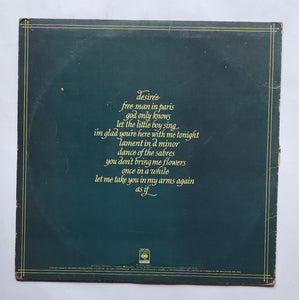 desireé
free man in paris
god only knows
let the little boy sing
i'm glad you're here with me tonight
lament in d minor
dance of the sabres
you don't bring me flowers
once in a while
let me take you in my arms again
as if